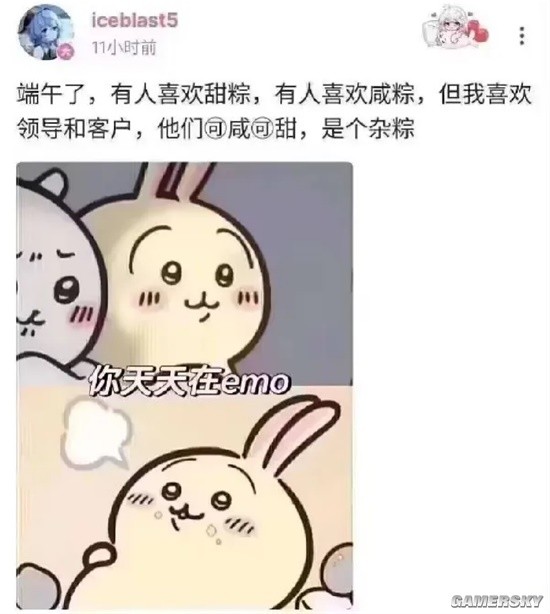 iceblast5
11小时前
端午了，有人喜欢甜粽，有人喜欢咸粽，但我喜欢
领导和客户，他们🉑咸🉑甜，是个杂粽
你天天在emo
GAMERSKY